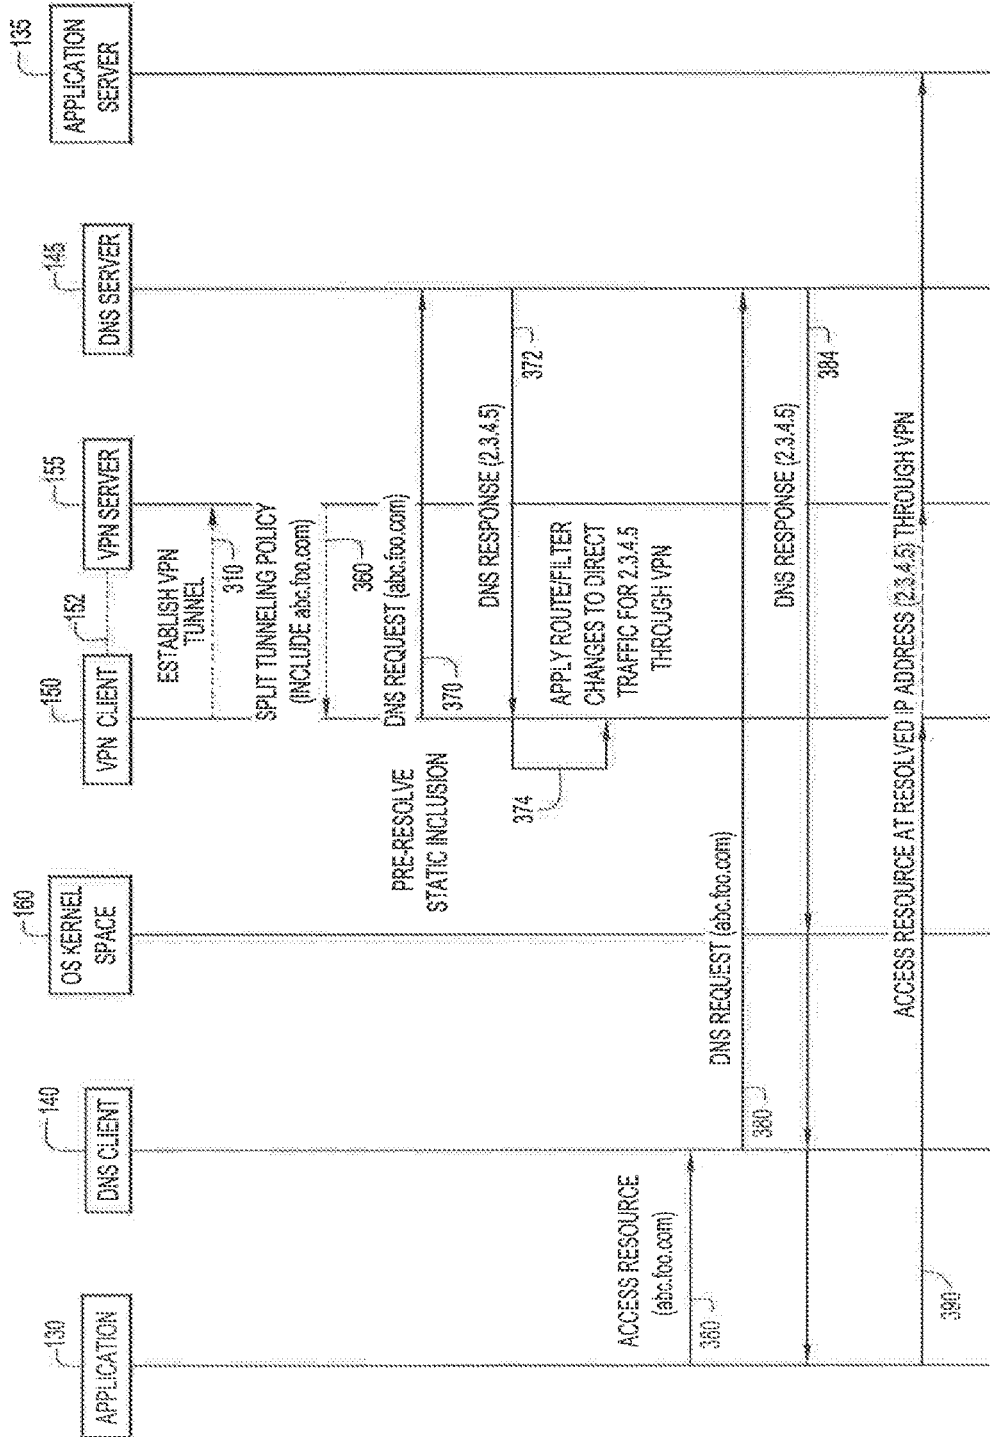 130
APPLICATION
140
DNS CLIENT
160
OS KERNEL
SPACE
150
VPN CLIENT
152
155
VPN SERVER
145
DNS SERVER
135
APPLICATION
SERVER
ESTABLISH VPN
TUNNEL
310
SPLIT TUNNELING POLICY
(INCLUDE abc.foo.com)
360
DNS REQUEST (abc.foo.com)
370
PRE-RESOLVE
STATIC INCLUSION
DNS RESPONSE (2.3.4.5)
372
374
APPLY ROUTE/FILTER
CHANGES TO DIRECT
TRAFFIC FOR 2.3.4.5
THROUGH VPN
ACCESS RESOURCE
(abc.foo.com)
380
DNS REQUEST (abc.foo.com)
380
DNS RESPONSE (2.3.4.5)
384
ACCESS RESOURCE AT RESOLVED IP ADDRESS (2.3.4.5) THROUGH VPN
390